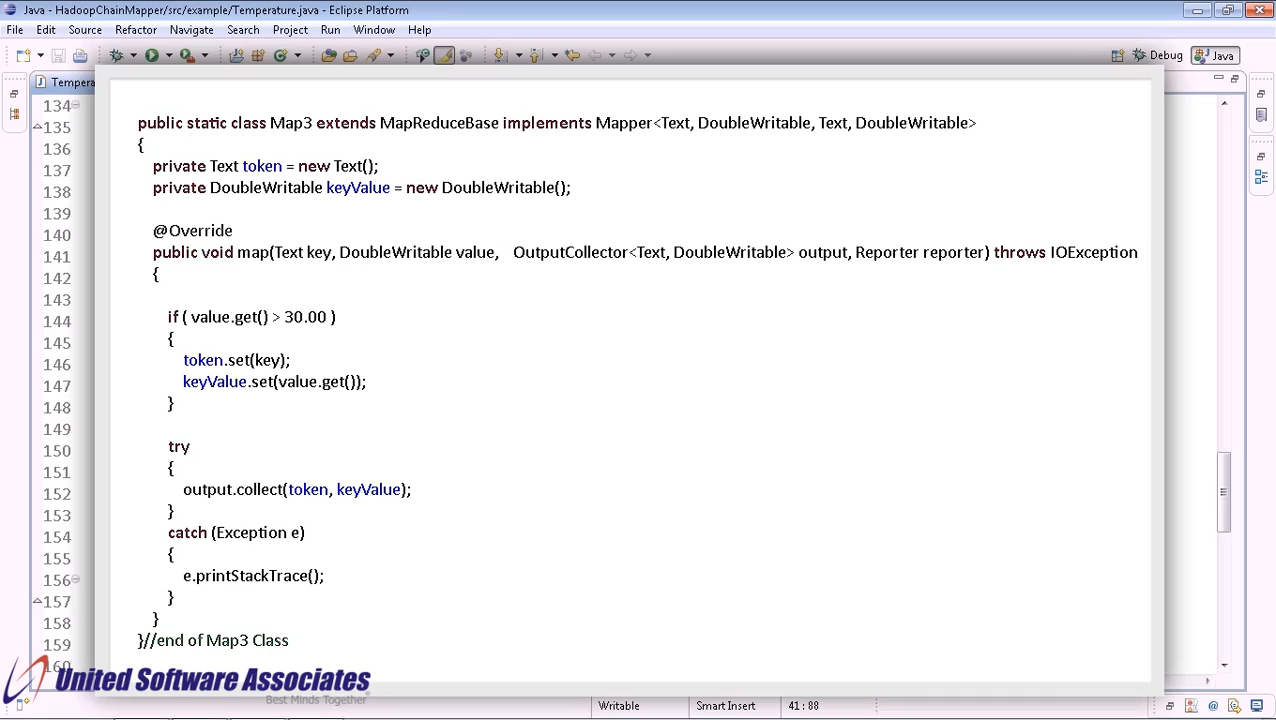 Java - HadoopChainMapper/src/example/Temperature.java - Eclipse Platform
File Edit Source Refactor Navigate Search Project Run Window Help
Debug Java
Tempera
134
135
136
137
138
139
140
141
142
143
144
145
146
147
148
149
150
151
152
153
154
155
156
157
158
159
160
public static class Map3 extends MapReduceBase implements Mapper<Text, DoubleWritable, Text, DoubleWritable>
{
private Text token = new Text();
private DoubleWritable keyValue = new DoubleWritable();
@Override
public void map(Text key, DoubleWritable value, OutputCollector<Text, DoubleWritable> output, Reporter reporter) throws IOException
{
if ( value.get() > 30.00 )
{
token.set(key);
keyValue.set(value.get());
}
try
{
output.collect(token, keyValue);
}
catch (Exception e)
{
e.printStackTrace();
}
}
}//end of Map3 Class
United Software Associates
Best Minds Together
Writable Smart Insert 41 : 83